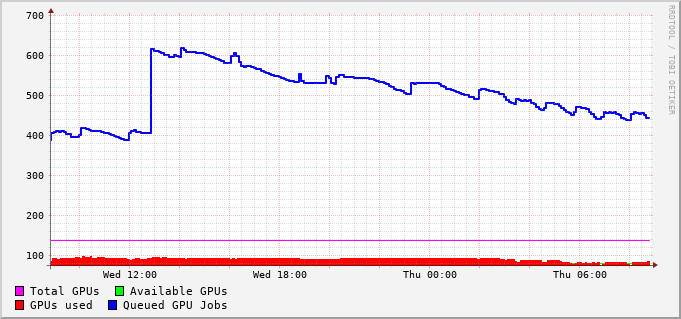 700
600
500
400
300
200
100
Wed 12:00 Wed 18:00 Thu 00:00 Thu 06:00
Total GPUs Available GPUs
GPUs used Queued GPU Jobs
RRDTOOL / TOBI OETIKER